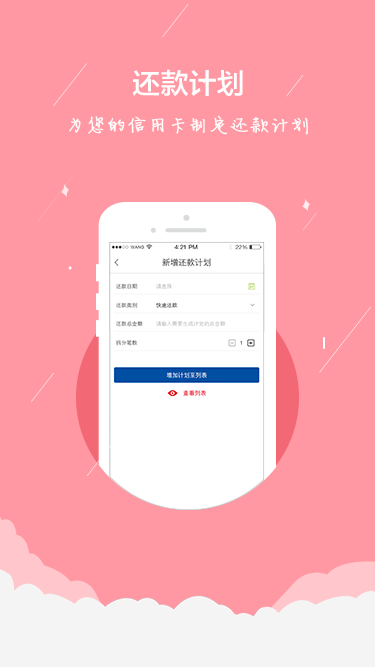 还款计划
为您的信用卡制定还款计划
●●●○○ WANG 4:21 PM 22%
新增还款计划
还款日期 请选择
还款类别 快速还款
还款总金额 请输入需要生成计划的总金额
拆分笔数 1
增加计划至列表
查看列表